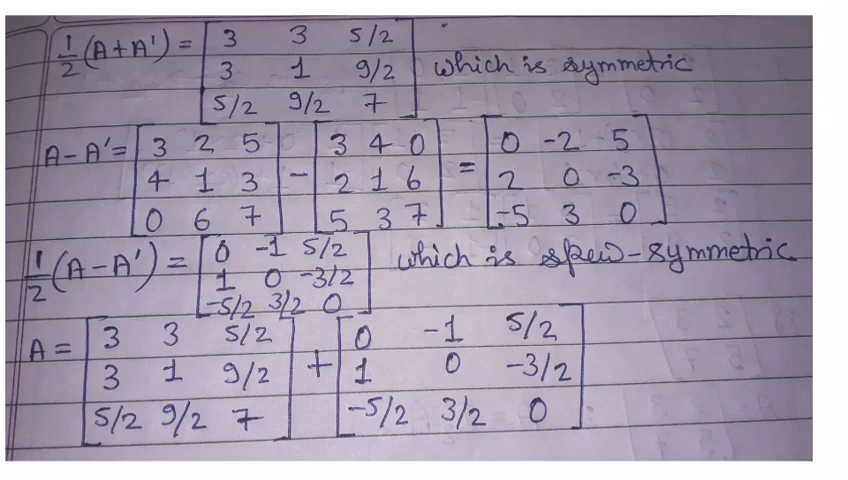 1/2 (A+A') = [3 3 5/2
3 1 9/2 which is symmetric
5/2 9/2 7]
A-A' = [3 2 5 - [3 4 0 = [0 -2 5
4 1 3 2 1 6 2 0 -3
0 6 7] 5 3 7] -5 3 0]
1/2 (A-A') = [0 -1 5/2 which is skew-symmetric
1 0 -3/2
-5/2 3/2 0]
A = [3 3 5/2 + [0 -1 5/2
3 1 9/2 1 0 -3/2
5/2 9/2 7] -5/2 3/2 0]